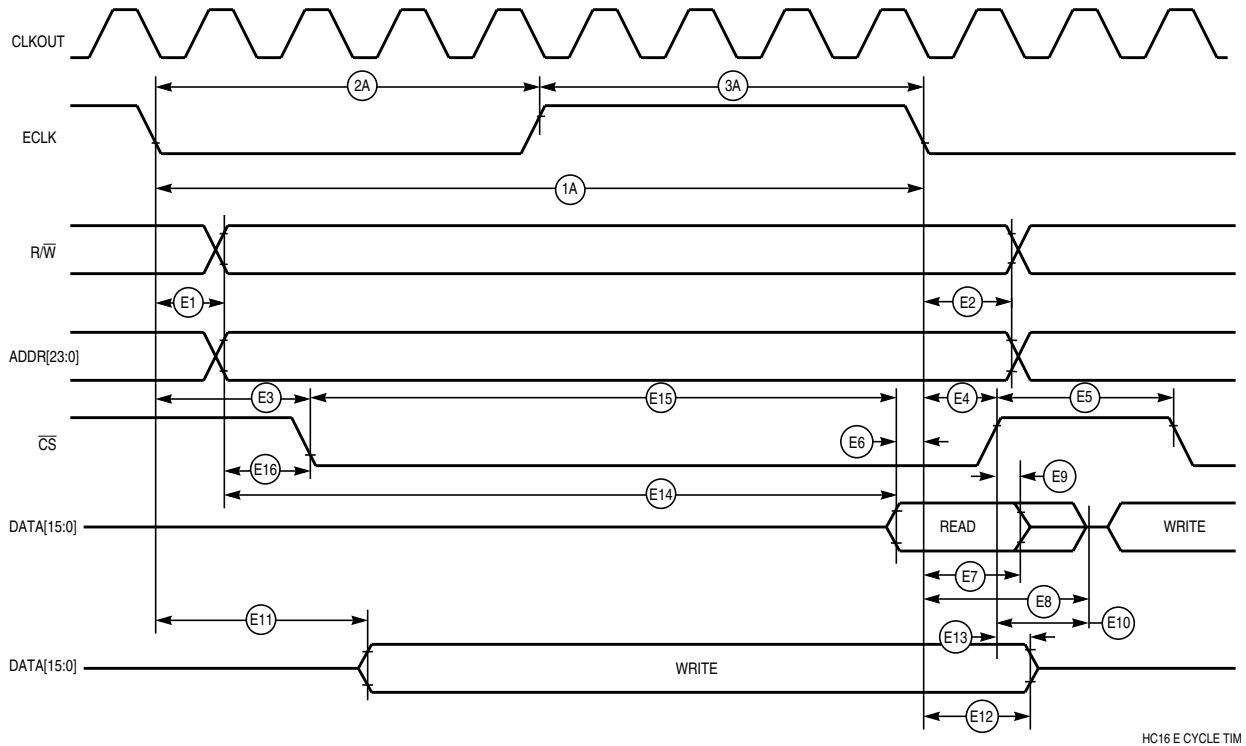 CLKOUT
2A
3A
ECLK
1A
R/W̅
E1
E2
ADDR[23:0]
E3
E15
E4
E5
C̅S̅
E6
E16
E9
E14
DATA[15:0]
READ
WRITE
E7
E8
E11
E10
E13
DATA[15:0]
WRITE
E12
HC16 E CYCLE TIM